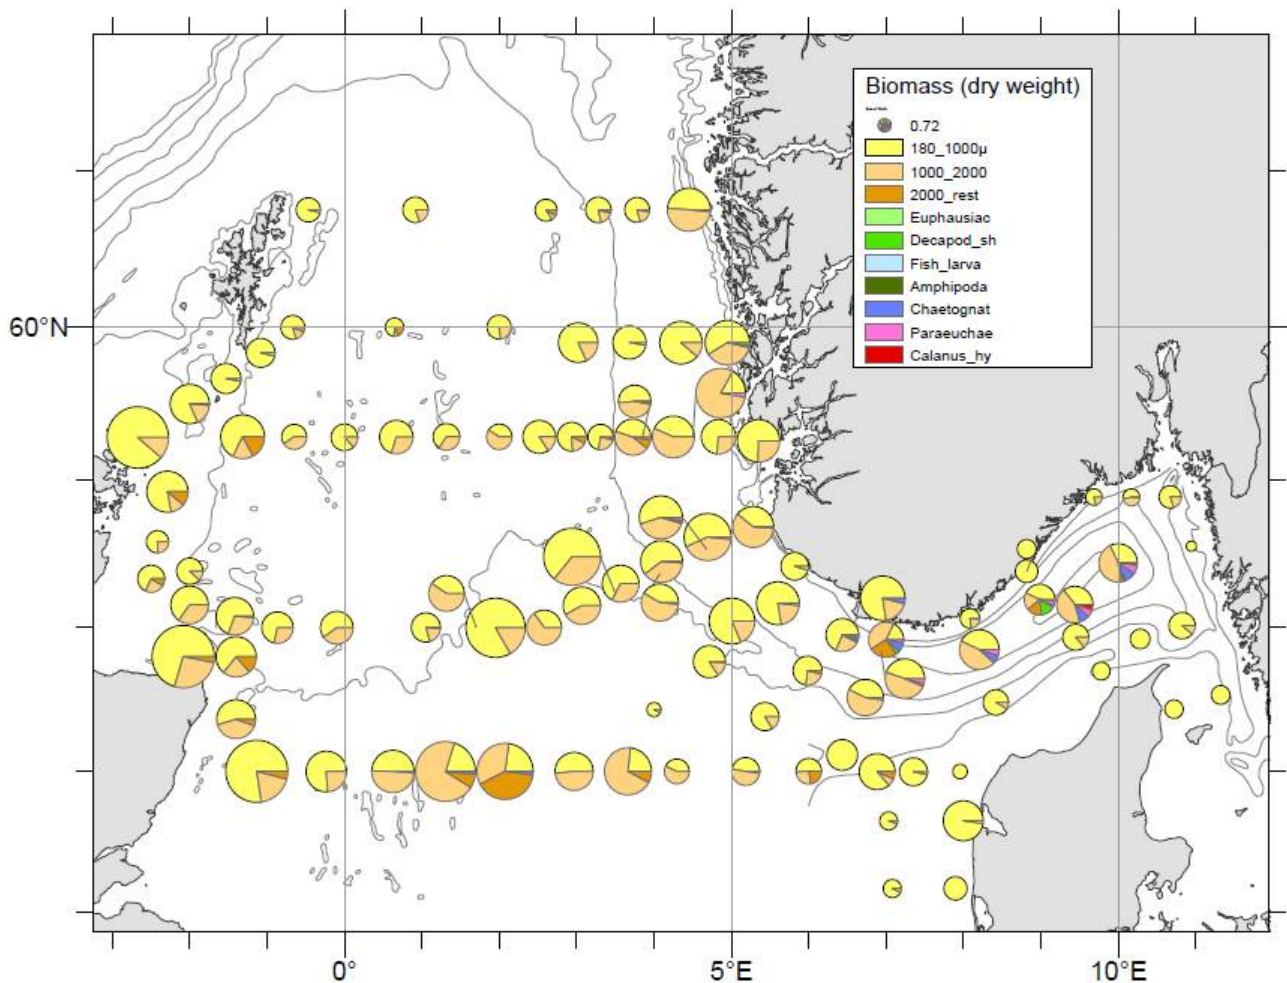 Biomass (dry weight)
0.72
180_1000µ
1000_2000
2000_rest
Euphausiac
Decapod_sh
Fish_larva
Amphipoda
Chaetognat
Paraeuchae
Calanus_hy
60°N
0°
5°E
10°E